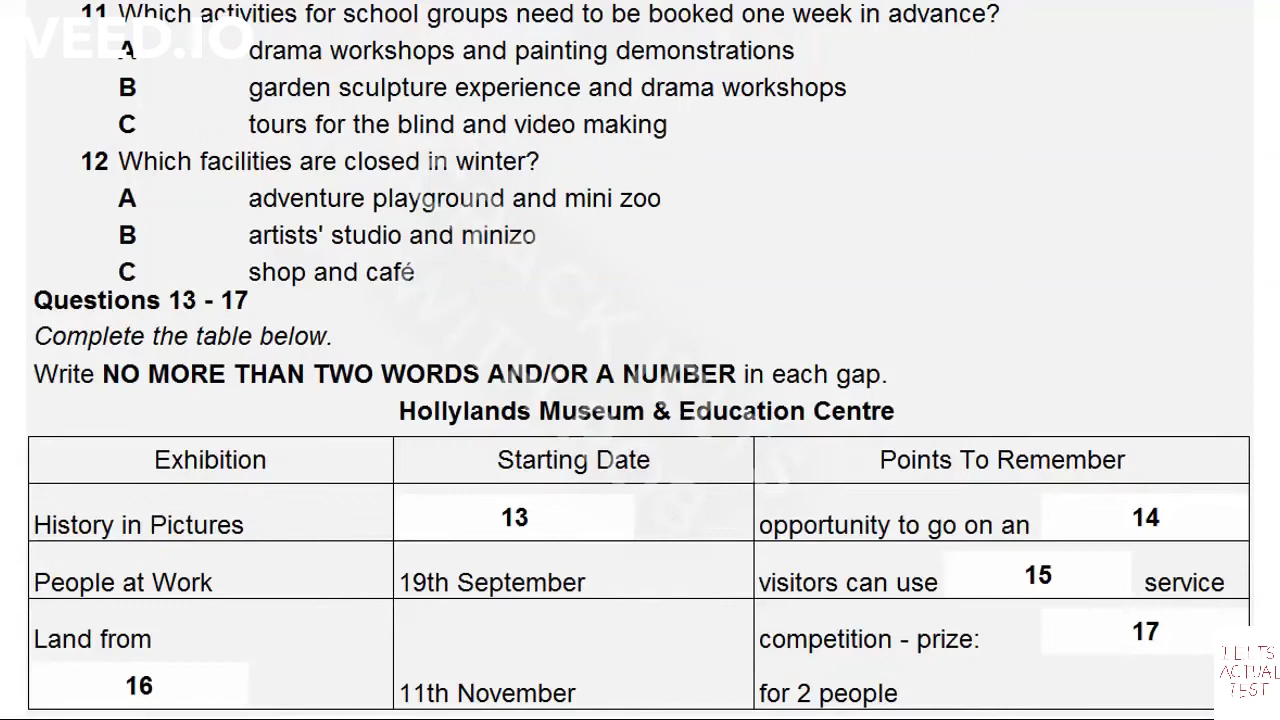 11 Which activities for school groups need to be booked one week in advance?
VEED.IO
A drama workshops and painting demonstrations
B garden sculpture experience and drama workshops
C tours for the blind and video making
12 Which facilities are closed in winter?
A adventure playground and mini zoo
B artists' studio and minizo
C shop and café
Questions 13 - 17
Complete the table below.
Write NO MORE THAN TWO WORDS AND/OR A NUMBER in each gap.
Hollylands Museum & Education Centre
Exhibition Starting Date Points To Remember
History in Pictures 13 opportunity to go on an 14
People at Work 19th September visitors can use 15 service
Land from competition - prize: 17
16 11th November for 2 people
IELTS
ACTUAL
TEST